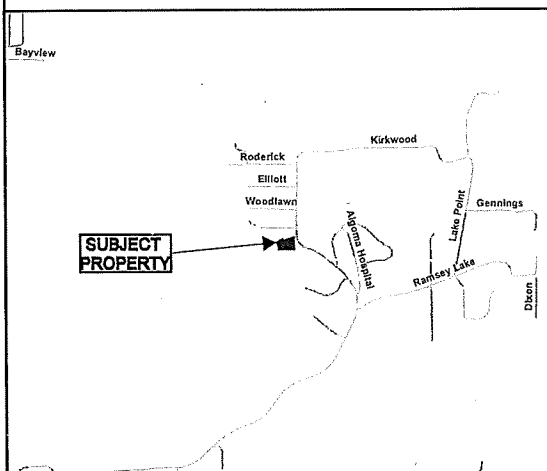 Bayview
Kirkwood
Roderick
Elliott
Woodlawn
Gennings
Lake Point
Algoma Hospital
SUBJECT
PROPERTY
Ramsey Lake
Dixon